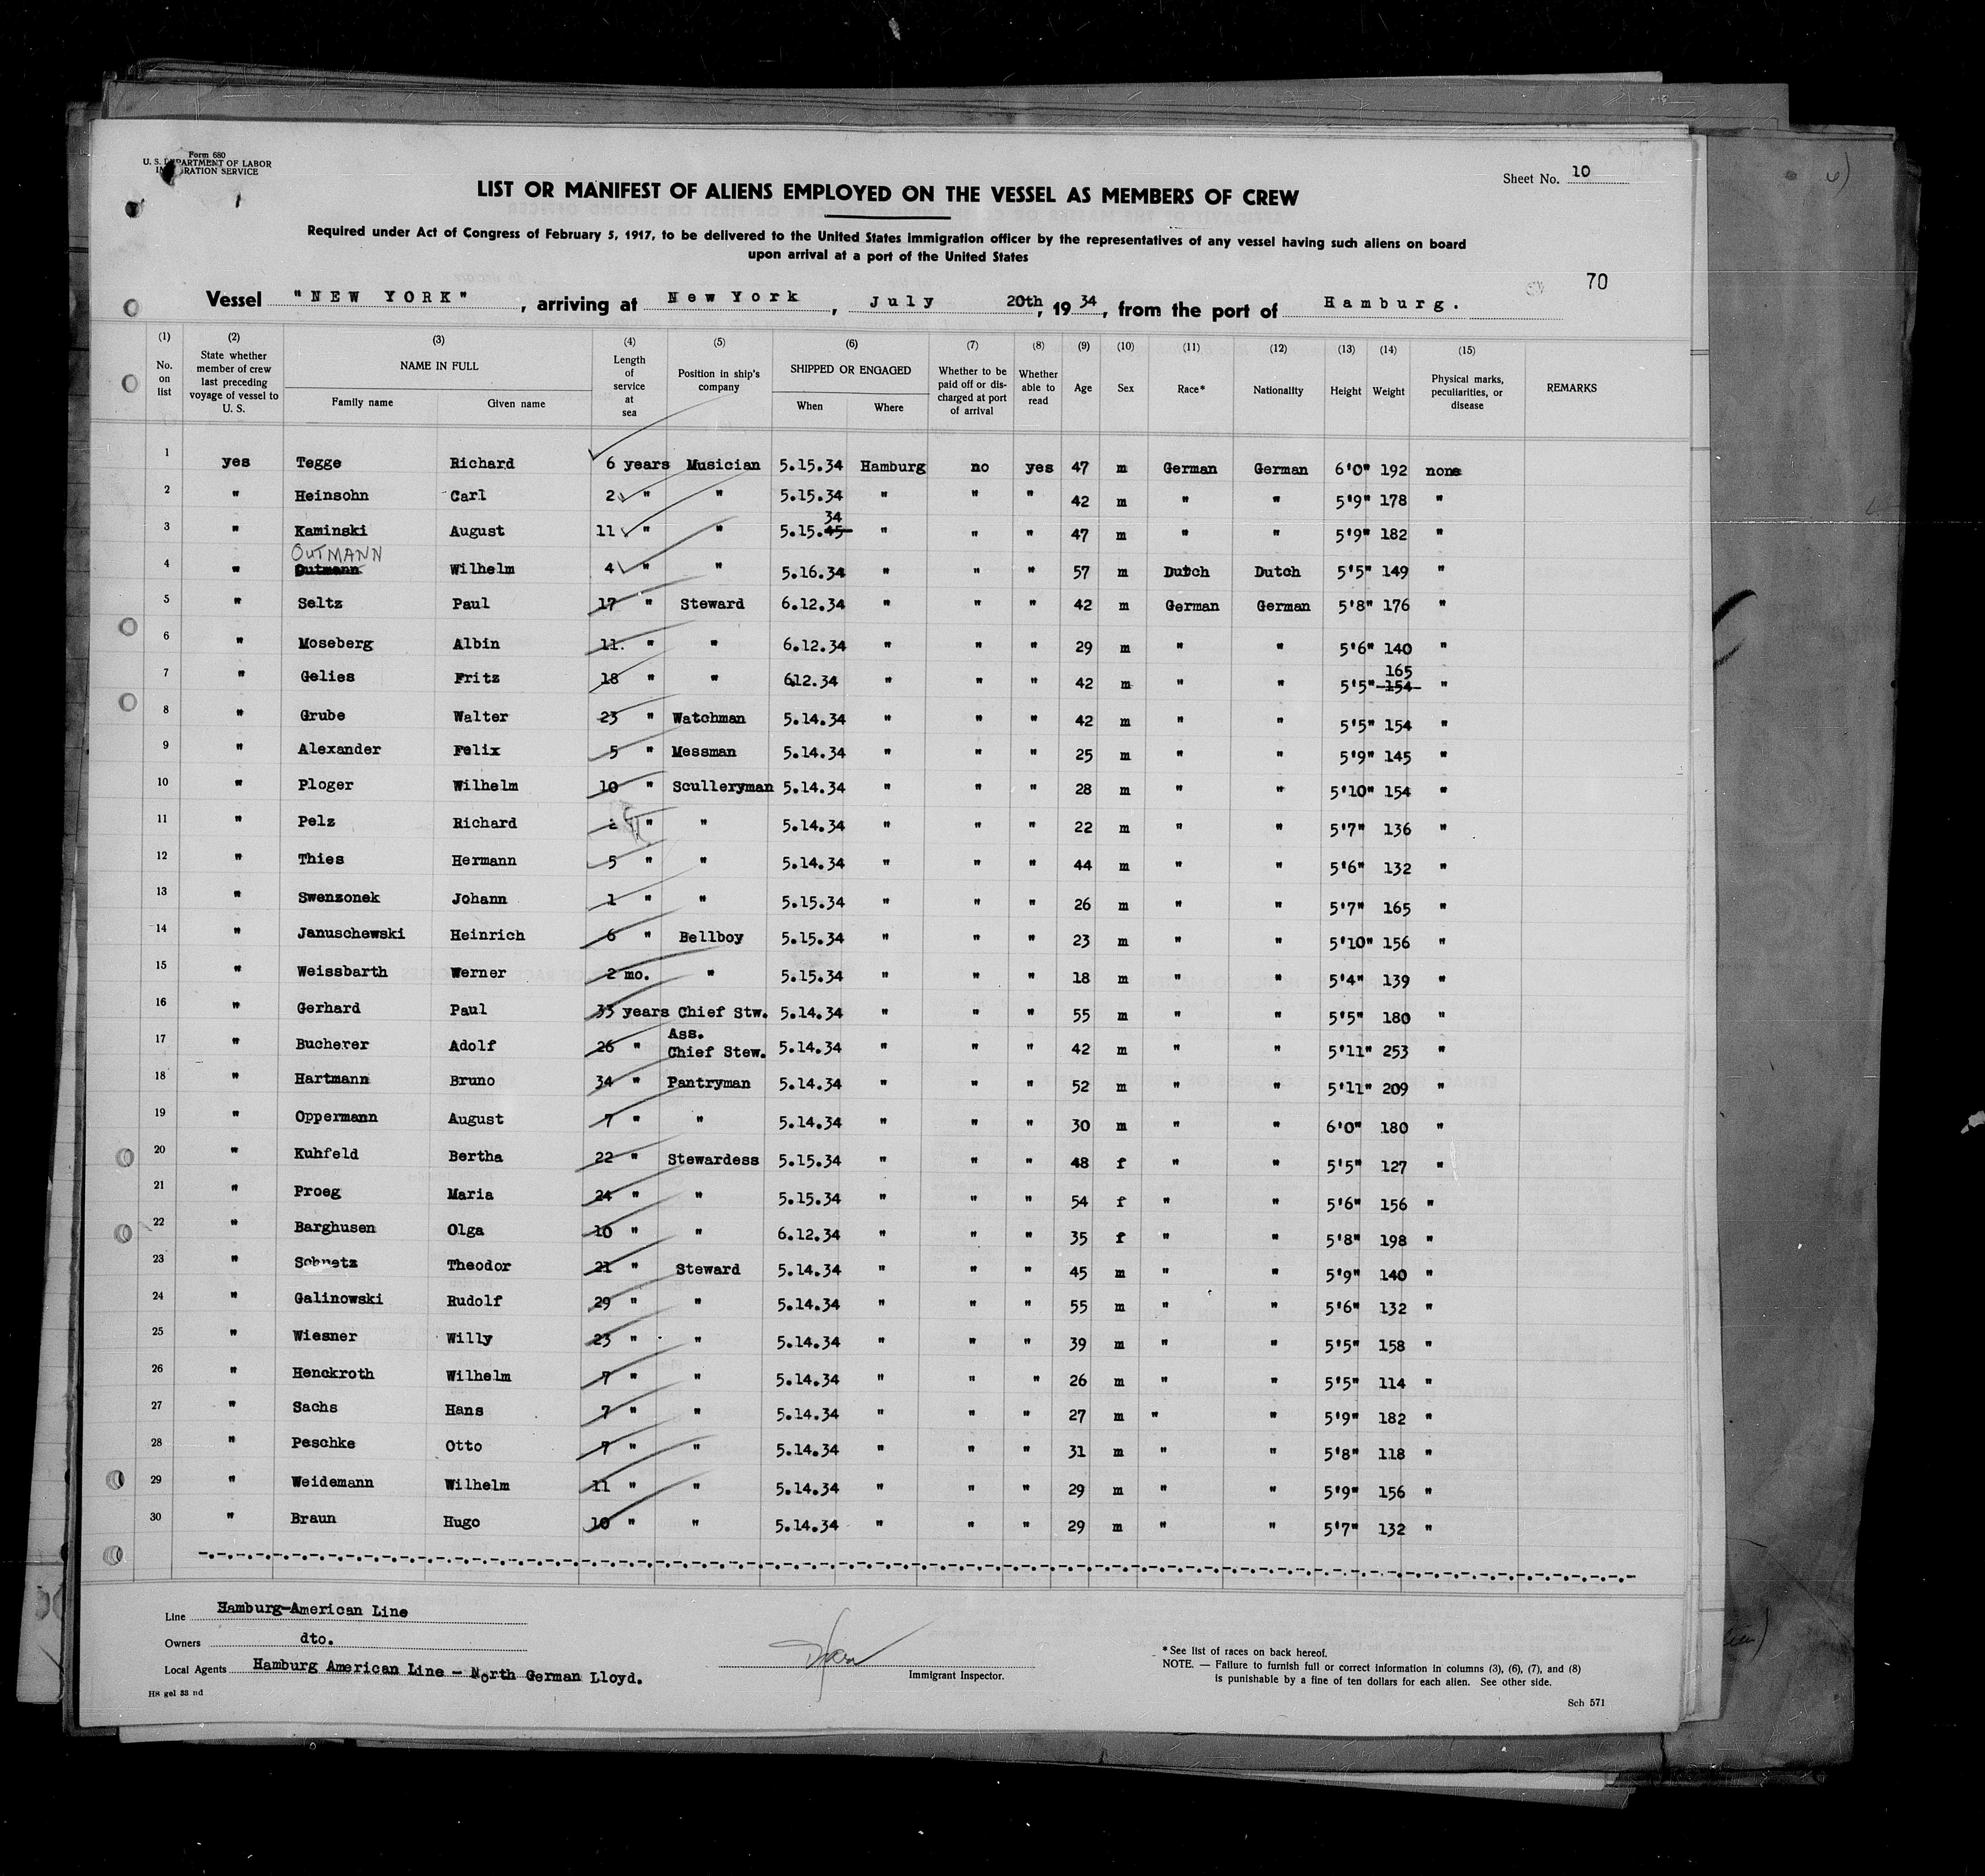 Form 680
U. S. DEPARTMENT OF LABOR
IMMIGRATION SERVICE
Sheet No. 10
LIST OR MANIFEST OF ALIENS EMPLOYED ON THE VESSEL AS MEMBERS OF CREW
Required under Act of Congress of February 5, 1917, to be delivered to the United States immigration officer by the representatives of any vessel having such aliens on board
upon arrival at a port of the United States
70
Vessel "NEW YORK", arriving at New York, July 20th, 1934, from the port of Hamburg.
(1) No. on list (2) State whether member of crew last preceding voyage of vessel to U. S. (3) NAME IN FULL Family name Given name (4) Length of service at sea (5) Position in ship's company (6) SHIPPED OR ENGAGED When Where (7) Whether to be paid off or discharged at port of arrival (8) Whether able to read (9) Age (10) Sex (11) Race* (12) Nationality (13) Height (14) Weight (15) Physical marks, peculiarities, or disease REMARKS
1 yes Tegge Richard 6 years Musician 5.15.34 Hamburg no yes 47 m German German 6'0" 192 none
2 " Heinsohn Carl 2 " " 5.15.34 " " " 42 m " " 5'9" 178 "
34
3 " Kaminski August 11 " " 5.15.45 " " " 47 m " " 5'9" 182 "
OUTMANN
4 " Outmann Wilhelm 4 " " 5.16.34 " " " 57 m Dutch Dutch 5'5" 149 "
5 " Seltz Paul 17 " Steward 6.12.34 " " " 42 m German German 5'8" 176 "
6 " Moseberg Albin 11. " " 6.12.34 " " " 29 m " " 5'6" 140 "
165
7 " Gelies Fritz 18 " " 612.34 " " " 42 m " " 5'5" 154 "
8 " Grube Walter 23 " Watchman 5.14.34 " " " 42 m " " 5'5" 154 "
9 " Alexander Felix 5 " Messman 5.14.34 " " " 25 m " " 5'9" 145 "
10 " Ploger Wilhelm 10 " Sculleryman 5.14.34 " " " 28 m " " 5'10" 154 "
11 " Pelz Richard " " 5.14.34 " " " 22 m " " 5'7" 136 "
12 " Thies Hermann 5 " " 5.14.34 " " " 44 m " " 5'6" 132 "
13 " Swenzonek Johann 1 " " 5.15.34 " " " 26 m " " 5'7" 165 "
14 " Januschewski Heinrich 6 " Bellboy 5.15.34 " " " 23 m " " 5'10" 156 "
15 " Weissbarth Werner 2 mo. " 5.15.34 " " " 18 m " " 5'4" 139 "
16 " Gerhard Paul 33 years Chief Stw. 5.14.34 " " " 55 m " " 5'5" 180 "
Ass.
17 " Bucherer Adolf 26 " Chief Stew. 5.14.34 " " " 42 m " " 5'11" 253 "
18 " Hartmann Bruno 34 " Pantryman 5.14.34 " " " 52 m " " 5'11" 209 "
19 " Oppermann August 7 " " 5.14.34 " " " 30 m " " 6'0" 180 "
20 " Kuhfeld Bertha 22 " Stewardess 5.15.34 " " " 48 f " " 5'5" 127 "
21 " Proeg Maria 24 " " 5.15.34 " " " 54 f " " 5'6" 156 "
22 " Barghusen Olga 10 " " 6.12.34 " " " 35 f " " 5'8" 198 "
23 " Theodor 21 " Steward 5.14.34 " " " 45 m " " 5'9" 140 "
24 " Galinowski Rudolf 29 " " 5.14.34 " " " 55 m " " 5'6" 132 "
25 " Wiesner Willy 23 " " 5.14.34 " " " 39 m " " 5'5" 158 "
26 " Henckroth Wilhelm 7 " " 5.14.34 " " " 26 m " " 5'5" 114 "
27 " Sachs Hans 7 " " 5.14.34 " " " 27 m " " 5'9" 182 "
28 " Peschke Otto 7 " " 5.14.34 " " " 31 m " " 5'8" 118 "
29 " Weidemann Wilhelm 11 " " 5.14.34 " " " 29 m " " 5'9" 156 "
30 " Braun Hugo 10 " " 5.14.34 " " " 29 m " " 5'7" 132 "
Line Hamburg-American Line
Owners dto.
Local Agents Hamburg American Line - North German Lloyd.
H8 gel 33 nd
Immigrant Inspector.
* See list of races on back hereof.
NOTE. — Failure to furnish full or correct information in columns (3), (6), (7), and (8)
is punishable by a fine of ten dollars for each alien. See other side.
Sch 571